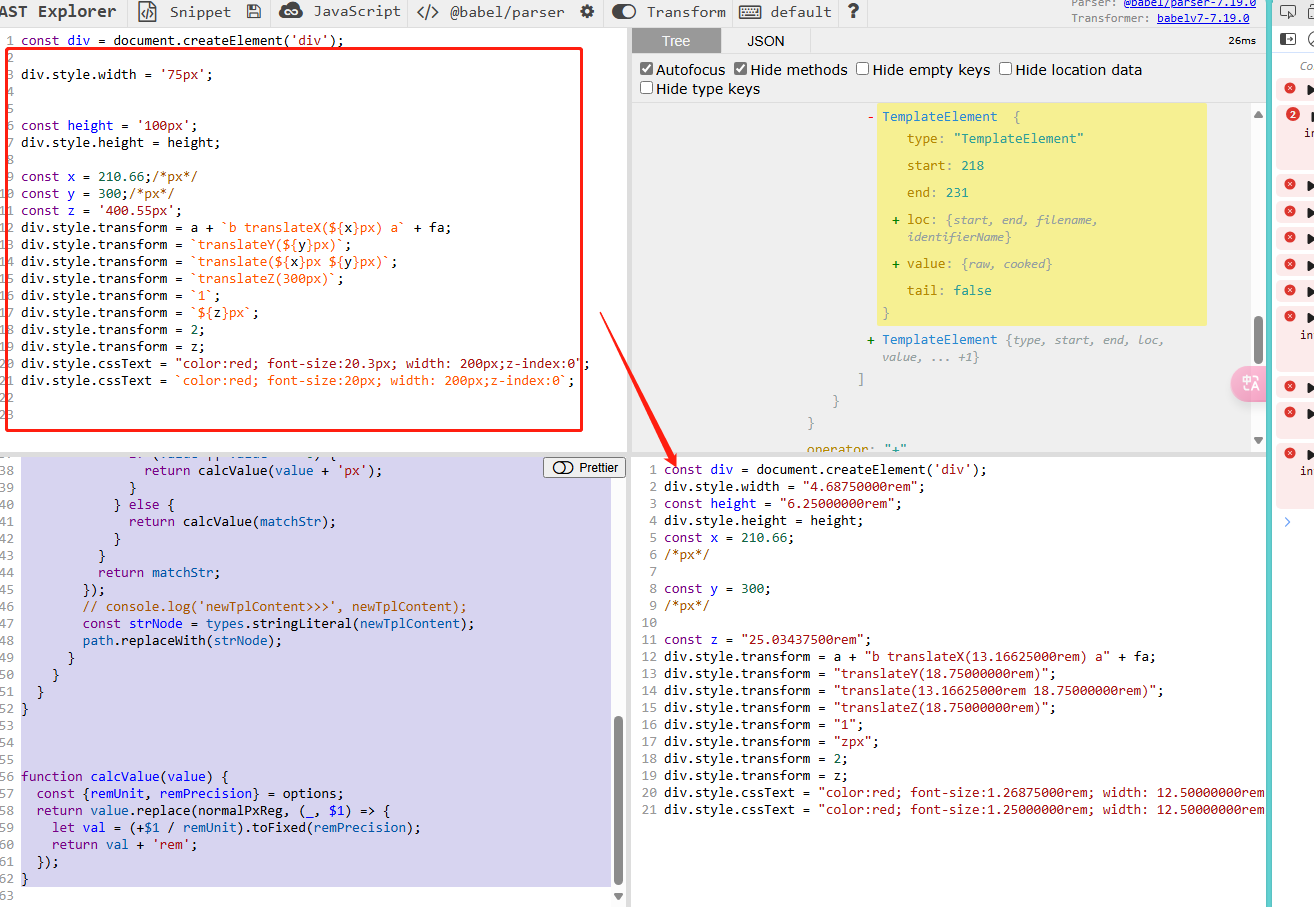 AST Explorer Snippet JavaScript </> @babel/parser Transform default ?
Parser: @babel/parser-7.19.0
Transformer: babelv7-7.19.0
1 const div = document.createElement('div');
2
3 div.style.width = '75px';
4
5
6 const height = '100px';
7 div.style.height = height;
8
9 const x = 210.66;/*px*/
10 const y = 300;/*px*/
11 const z = '400.55px';
12 div.style.transform = a + `b translateX(${x}px) a` + fa;
13 div.style.transform = `translateY(${y}px)`;
14 div.style.transform = `translate(${x}px ${y}px)`;
15 div.style.transform = `translateZ(300px)`;
16 div.style.transform = `1`;
17 div.style.transform = `${z}px`;
18 div.style.transform = 2;
19 div.style.transform = z;
20 div.style.cssText = "color:red; font-size:20.3px; width: 200px;z-index:0";
21 div.style.cssText = `color:red; font-size:20px; width: 200px;z-index:0`;
22
23
Tree JSON 26ms
Autofocus Hide methods Hide empty keys Hide location data
Hide type keys
- TemplateElement {
type: "TemplateElement"
start: 218
end: 231
+ loc: {start, end, filename,
identifierName}
+ value: {raw, cooked}
tail: false
}
+ TemplateElement {type, start, end, loc,
value, ... +1}
]
}
}
operator: "+"
Prettier
38 return calcValue(value + 'px');
39 }
40 } else {
41 return calcValue(matchStr);
42 }
43 }
44 return matchStr;
45 });
46 // console.log('newTplContent>>>', newTplContent);
47 const strNode = types.stringLiteral(newTplContent);
48 path.replaceWith(strNode);
49 }
50 }
51 }
52 }
53
54
55
56 function calcValue(value) {
57 const {remUnit, remPrecision} = options;
58 return value.replace(normalPxReg, (_, $1) => {
59 let val = (+$1 / remUnit).toFixed(remPrecision);
60 return val + 'rem';
61 });
62 }
63
1 const div = document.createElement('div');
2 div.style.width = "4.68750000rem";
3 const height = "6.25000000rem";
4 div.style.height = height;
5 const x = 210.66;
6 /*px*/
7
8 const y = 300;
9 /*px*/
10
11 const z = "25.03437500rem";
12 div.style.transform = a + "b translateX(13.16625000rem) a" + fa;
13 div.style.transform = "translateY(18.75000000rem)";
14 div.style.transform = "translate(13.16625000rem 18.75000000rem)";
15 div.style.transform = "translateZ(18.75000000rem)";
16 div.style.transform = "1";
17 div.style.transform = "zpx";
18 div.style.transform = 2;
19 div.style.transform = z;
20 div.style.cssText = "color:red; font-size:1.26875000rem; width: 12.50000000rem
21 div.style.cssText = "color:red; font-size:1.25000000rem; width: 12.50000000rem
Co
2
in
in
in